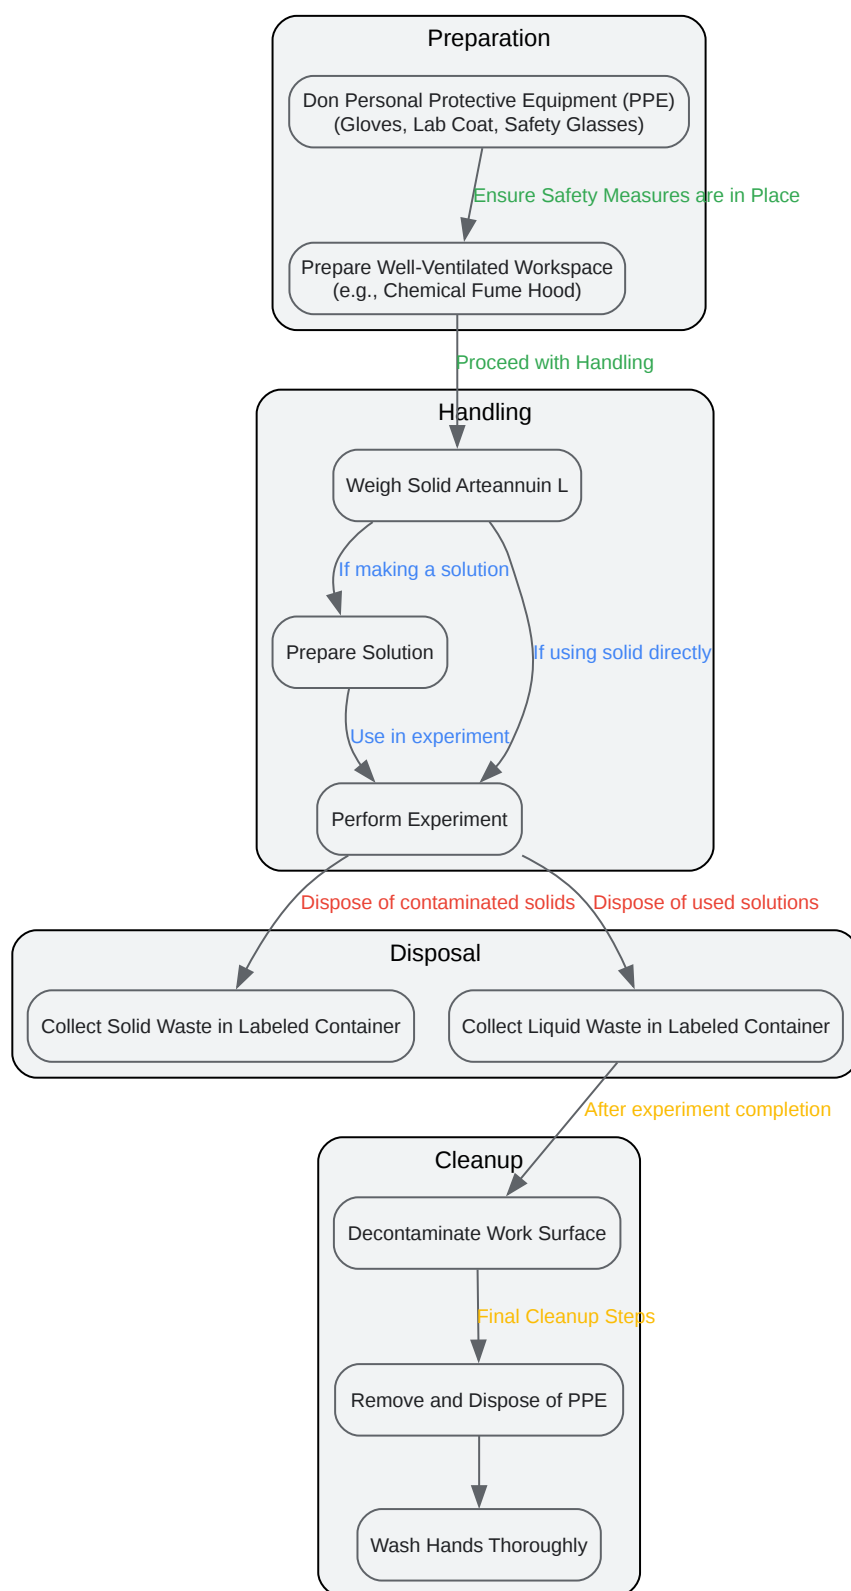 Preparation
Don Personal Protective Equipment (PPE)
(Gloves, Lab Coat, Safety Glasses)
Ensure Safety Measures are in Place
Prepare Well-Ventilated Workspace
(e.g., Chemical Fume Hood)
Proceed with Handling
Handling
Weigh Solid Arteannuin L
If making a solution
Prepare Solution
If using solid directly
Use in experiment
Perform Experiment
Dispose of contaminated solids
Dispose of used solutions
Disposal
Collect Solid Waste in Labeled Container
Collect Liquid Waste in Labeled Container
After experiment completion
Cleanup
Decontaminate Work Surface
Final Cleanup Steps
Remove and Dispose of PPE
Wash Hands Thoroughly